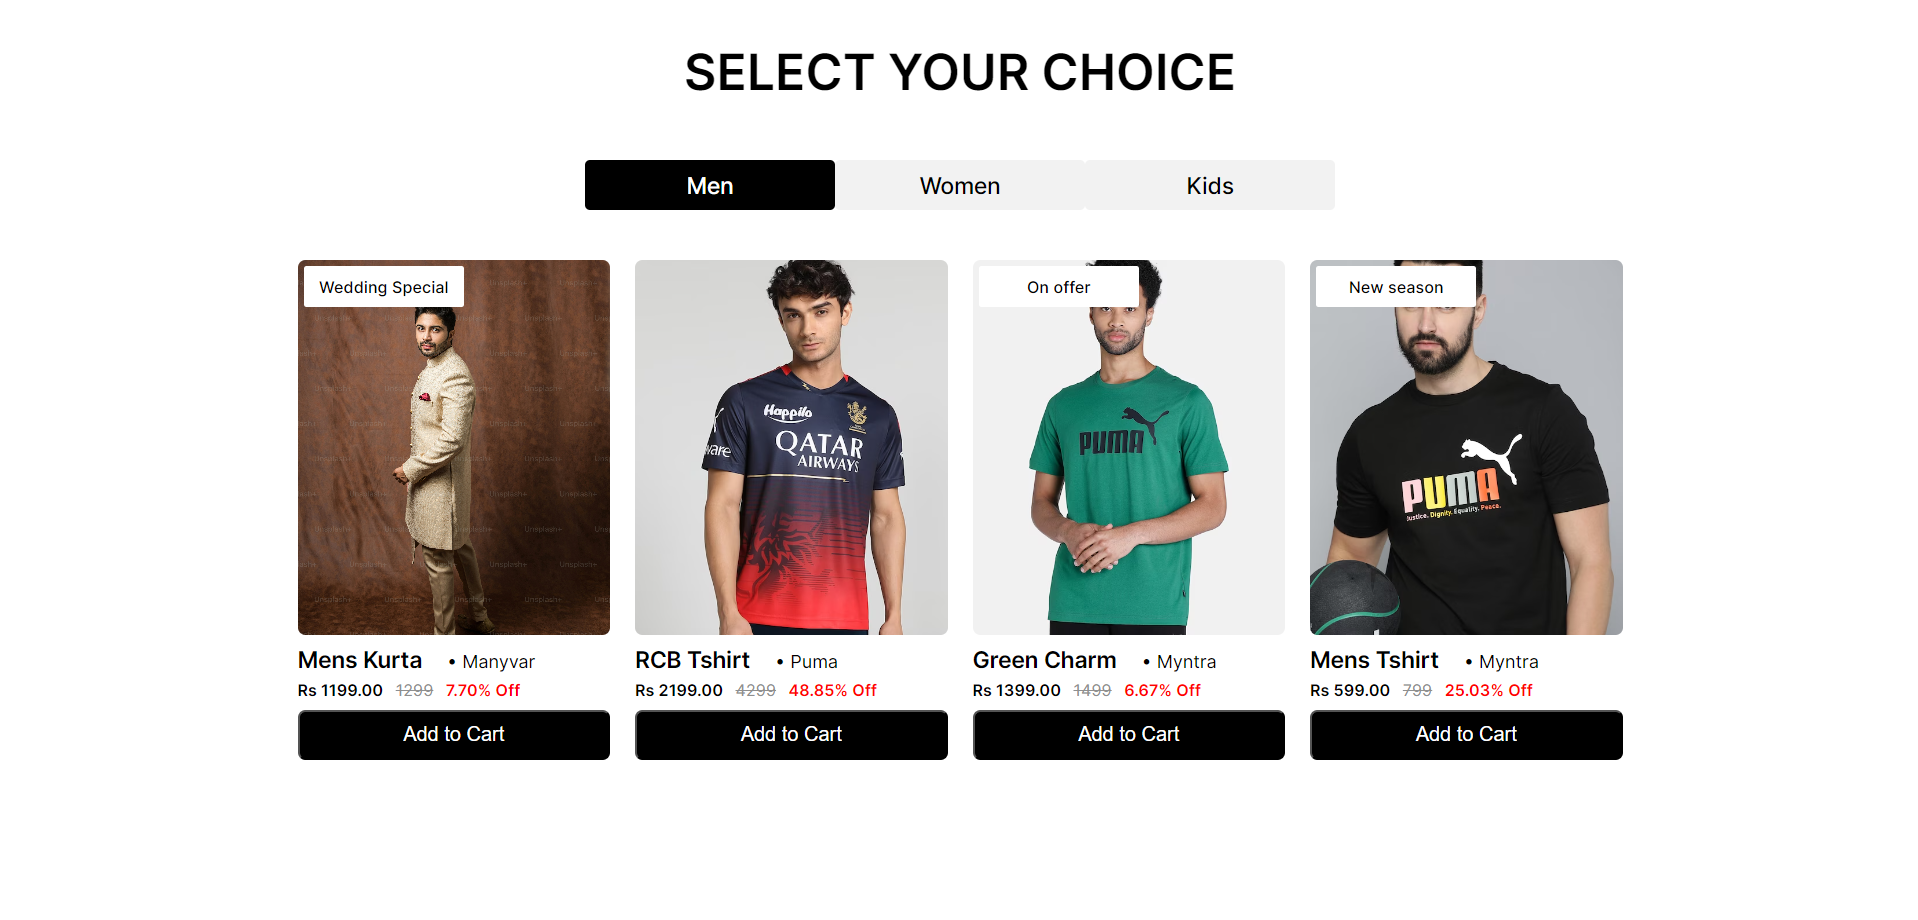 SELECT YOUR CHOICE
Men Women Kids
Wedding Special
On offer
New season
Unsplash+
Happilo
QATAR
AIRWAYS
PUMA
PUMA
Justice. Dignity. Equality. Peace.
Mens Kurta • Manyvar
Rs 1199.00 1299 7.70% Off
Add to Cart
RCB Tshirt • Puma
Rs 2199.00 4299 48.85% Off
Add to Cart
Green Charm • Myntra
Rs 1399.00 1499 6.67% Off
Add to Cart
Mens Tshirt • Myntra
Rs 599.00 799 25.03% Off
Add to Cart